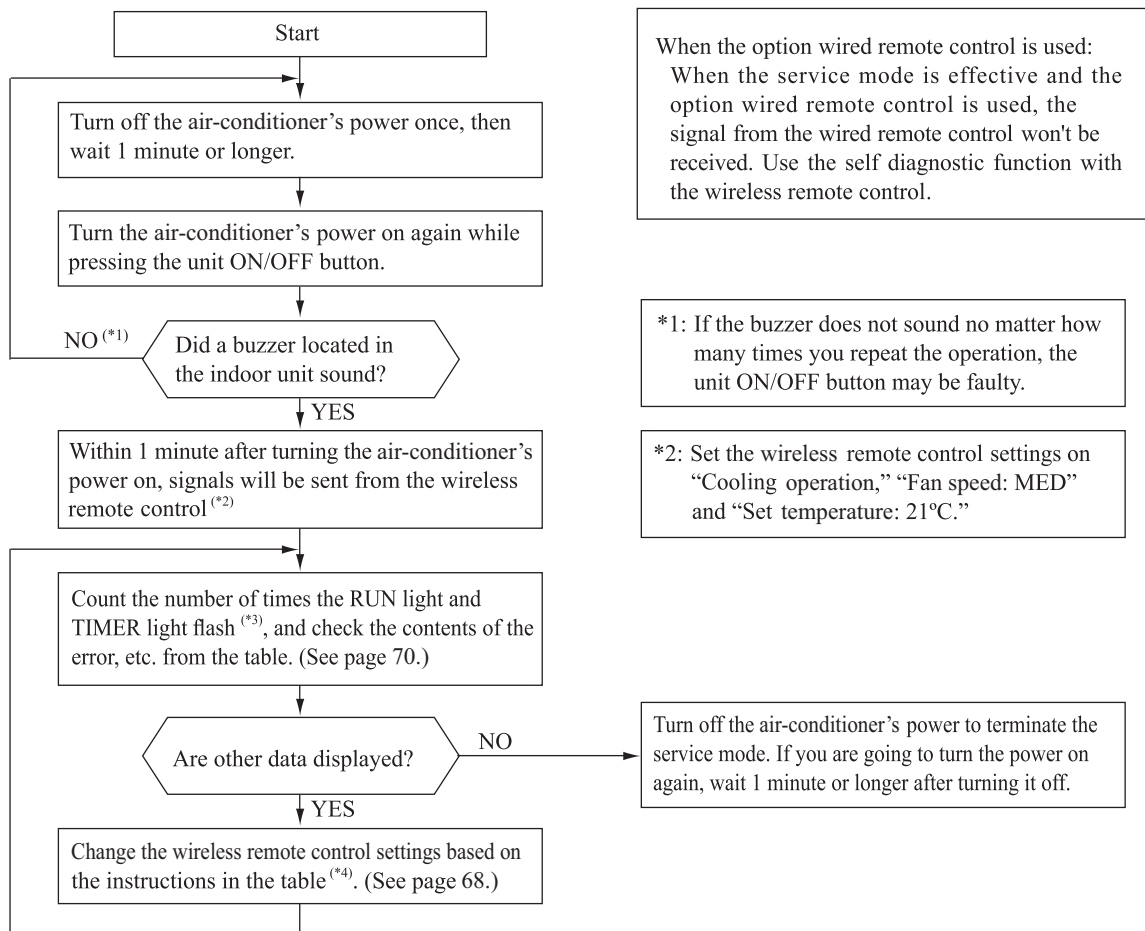 Start
Turn off the air-conditioner’s power once, then
wait 1 minute or longer.
Turn the air-conditioner’s power on again while
pressing the unit ON/OFF button.
NO (*1)
Did a buzzer located in
the indoor unit sound?
YES
Within 1 minute after turning the air-conditioner’s
power on, signals will be sent from the wireless
remote control (*2)
Count the number of times the RUN light and
TIMER light flash (*3), and check the contents of the
error, etc. from the table. (See page 70.)
Are other data displayed?
NO
YES
Change the wireless remote control settings based on
the instructions in the table (*4). (See page 68.)
When the option wired remote control is used:
When the service mode is effective and the
option wired remote control is used, the
signal from the wired remote control won't be
received. Use the self diagnostic function with
the wireless remote control.
*1: If the buzzer does not sound no matter how
many times you repeat the operation, the
unit ON/OFF button may be faulty.
*2: Set the wireless remote control settings on
“Cooling operation,” “Fan speed: MED”
and “Set temperature: 21ºC.”
Turn off the air-conditioner’s power to terminate the
service mode. If you are going to turn the power on
again, wait 1 minute or longer after turning it off.